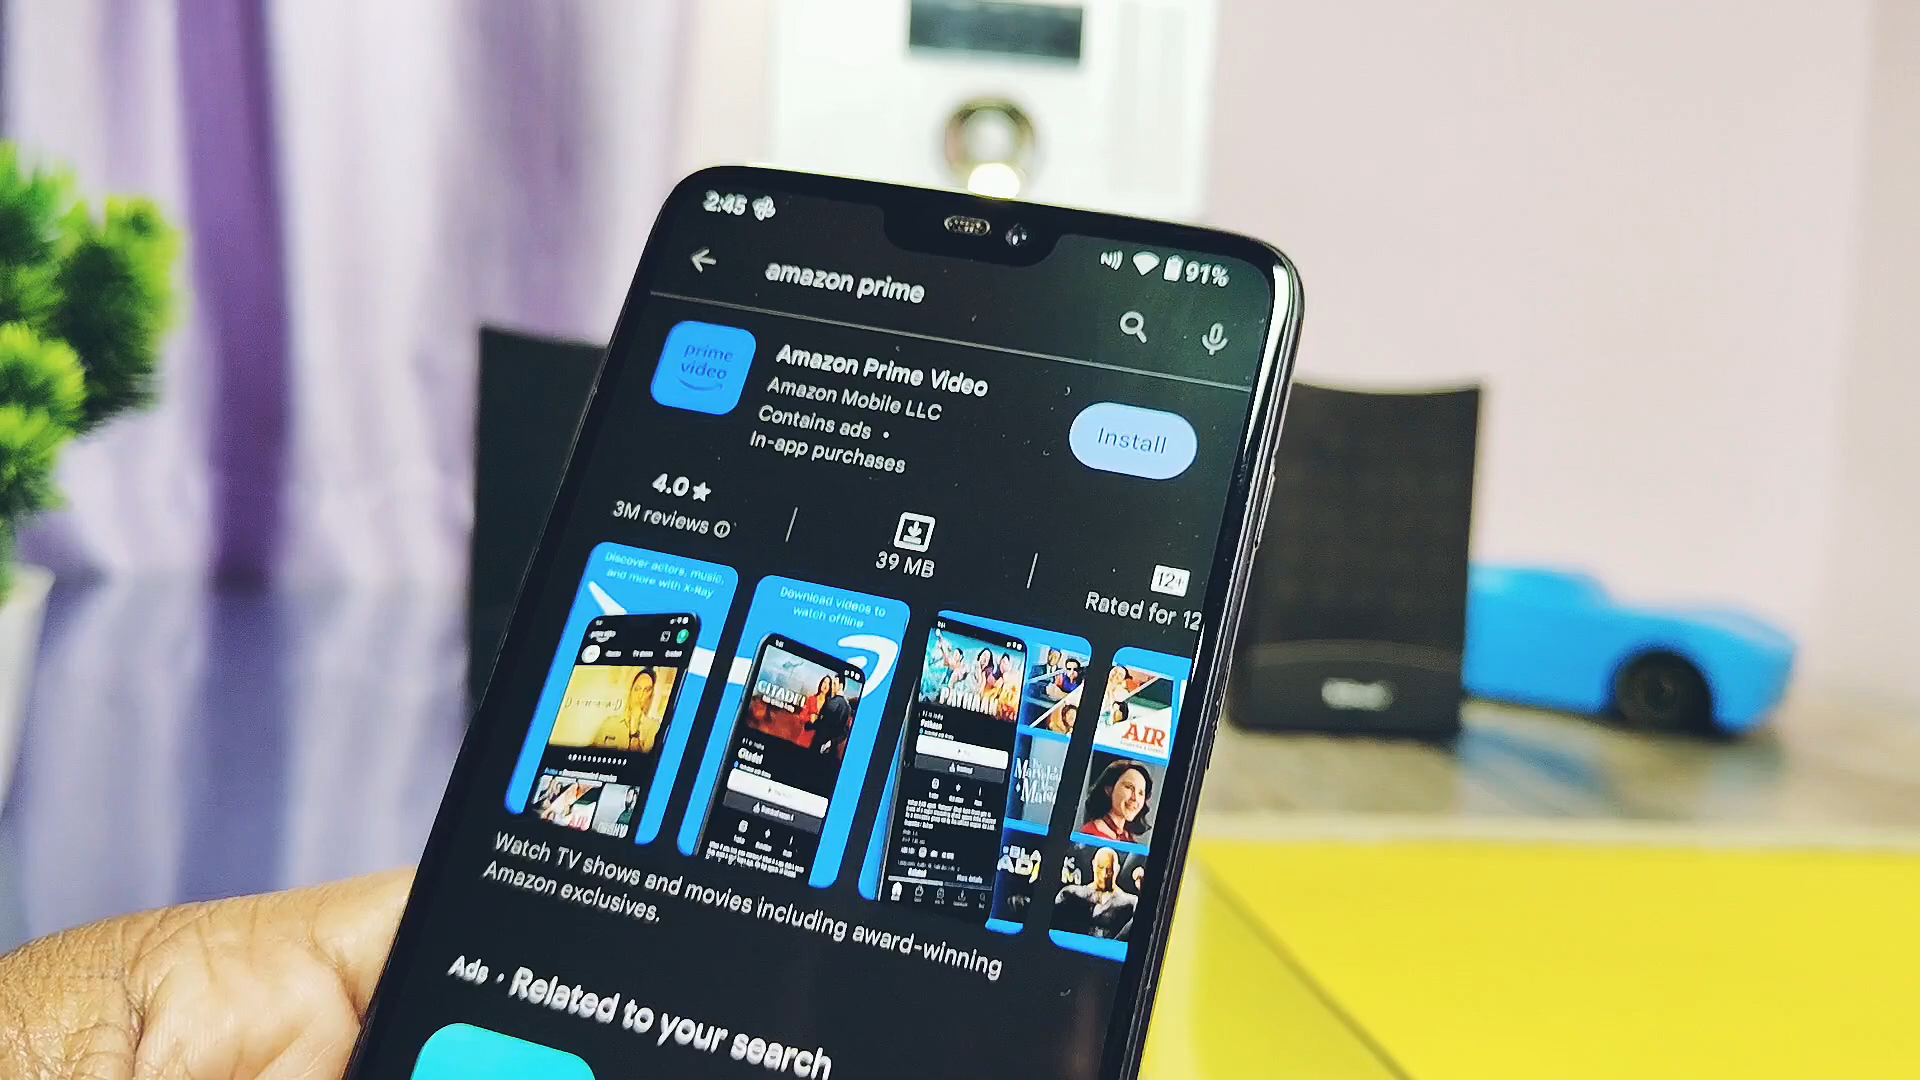 2:45
91%
amazon prime
prime
video
Amazon Prime Video
Amazon Mobile LLC
Contains ads •
In-app purchases
Install
4.0★
3M reviews
39 MB
12+
Rated for 12
Discover actors, music,
and more with X-Ray
Download videos to
watch offline
CITADEL
Citadel
PATHAAN
Pathaan
AIR
AIR
Watch TV shows and movies including award-winning
Amazon exclusives.
Ads • Related to your search